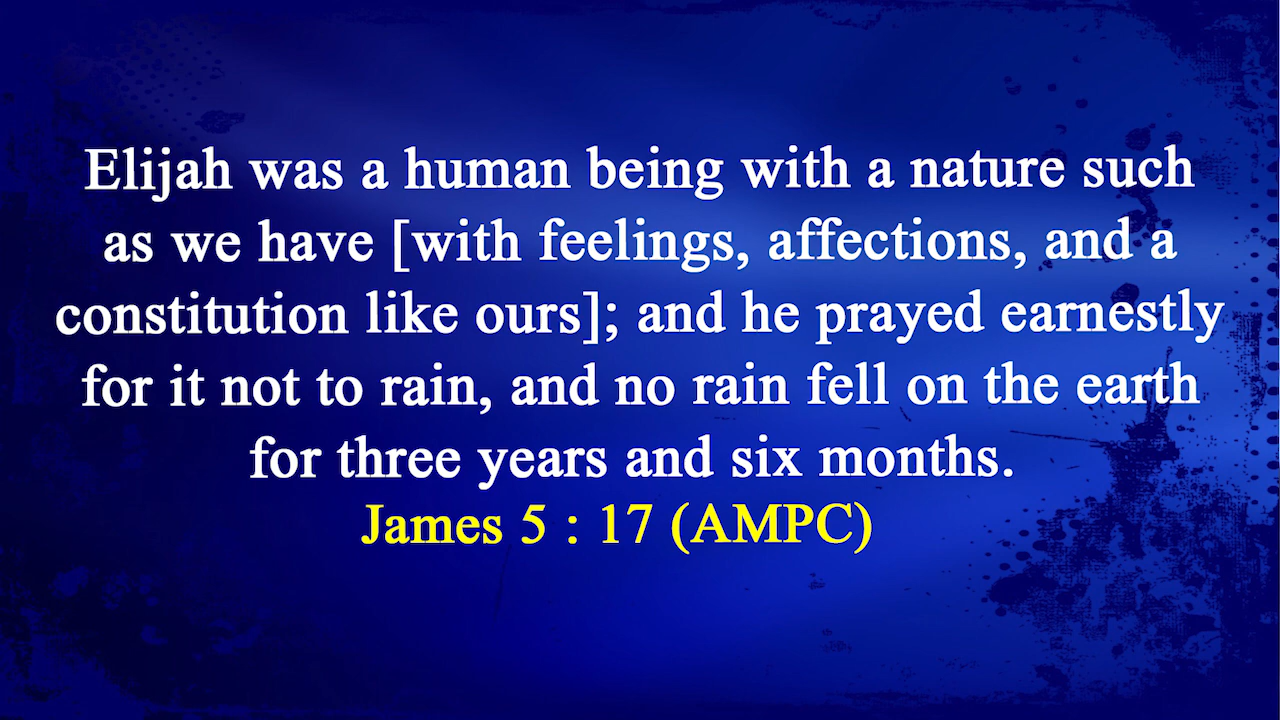 Elijah was a human being with a nature such
as we have [with feelings, affections, and a
constitution like ours]; and he prayed earnestly
for it not to rain, and no rain fell on the earth
for three years and six months.
James 5 : 17 (AMPC)